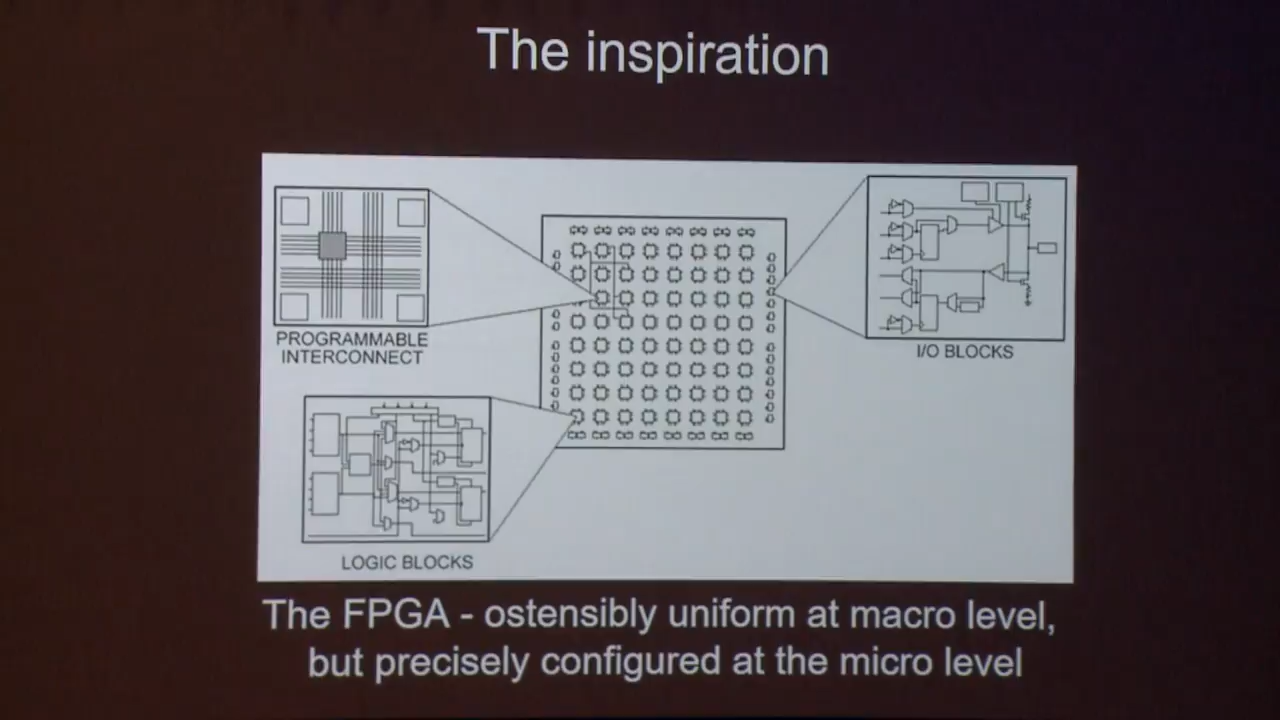 The inspiration
PROGRAMMABLE
INTERCONNECT
I/O BLOCKS
LOGIC BLOCKS
The FPGA - ostensibly uniform at macro level,
but precisely configured at the micro level